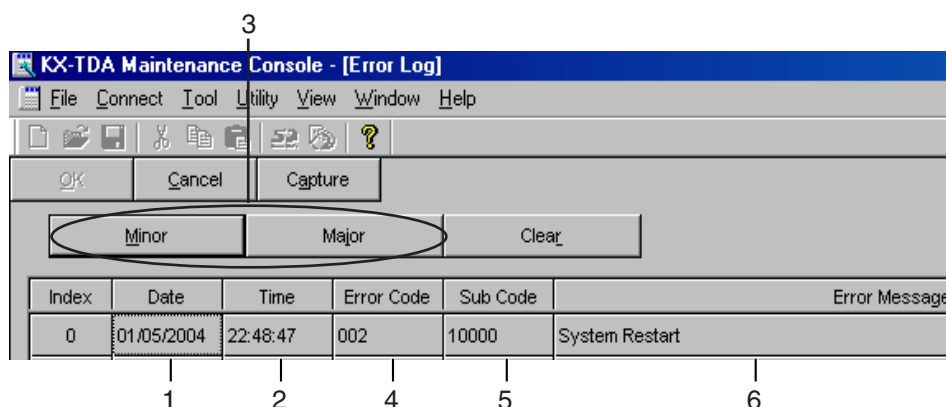 3
KX-TDA Maintenance Console - [Error Log]
File Connect Tool Utility View Window Help
OK Cancel Capture
Minor Major Clear
Index Date Time Error Code Sub Code Error Message
0 01/05/2004 22:48:47 002 10000 System Restart
1 2 4 5 6